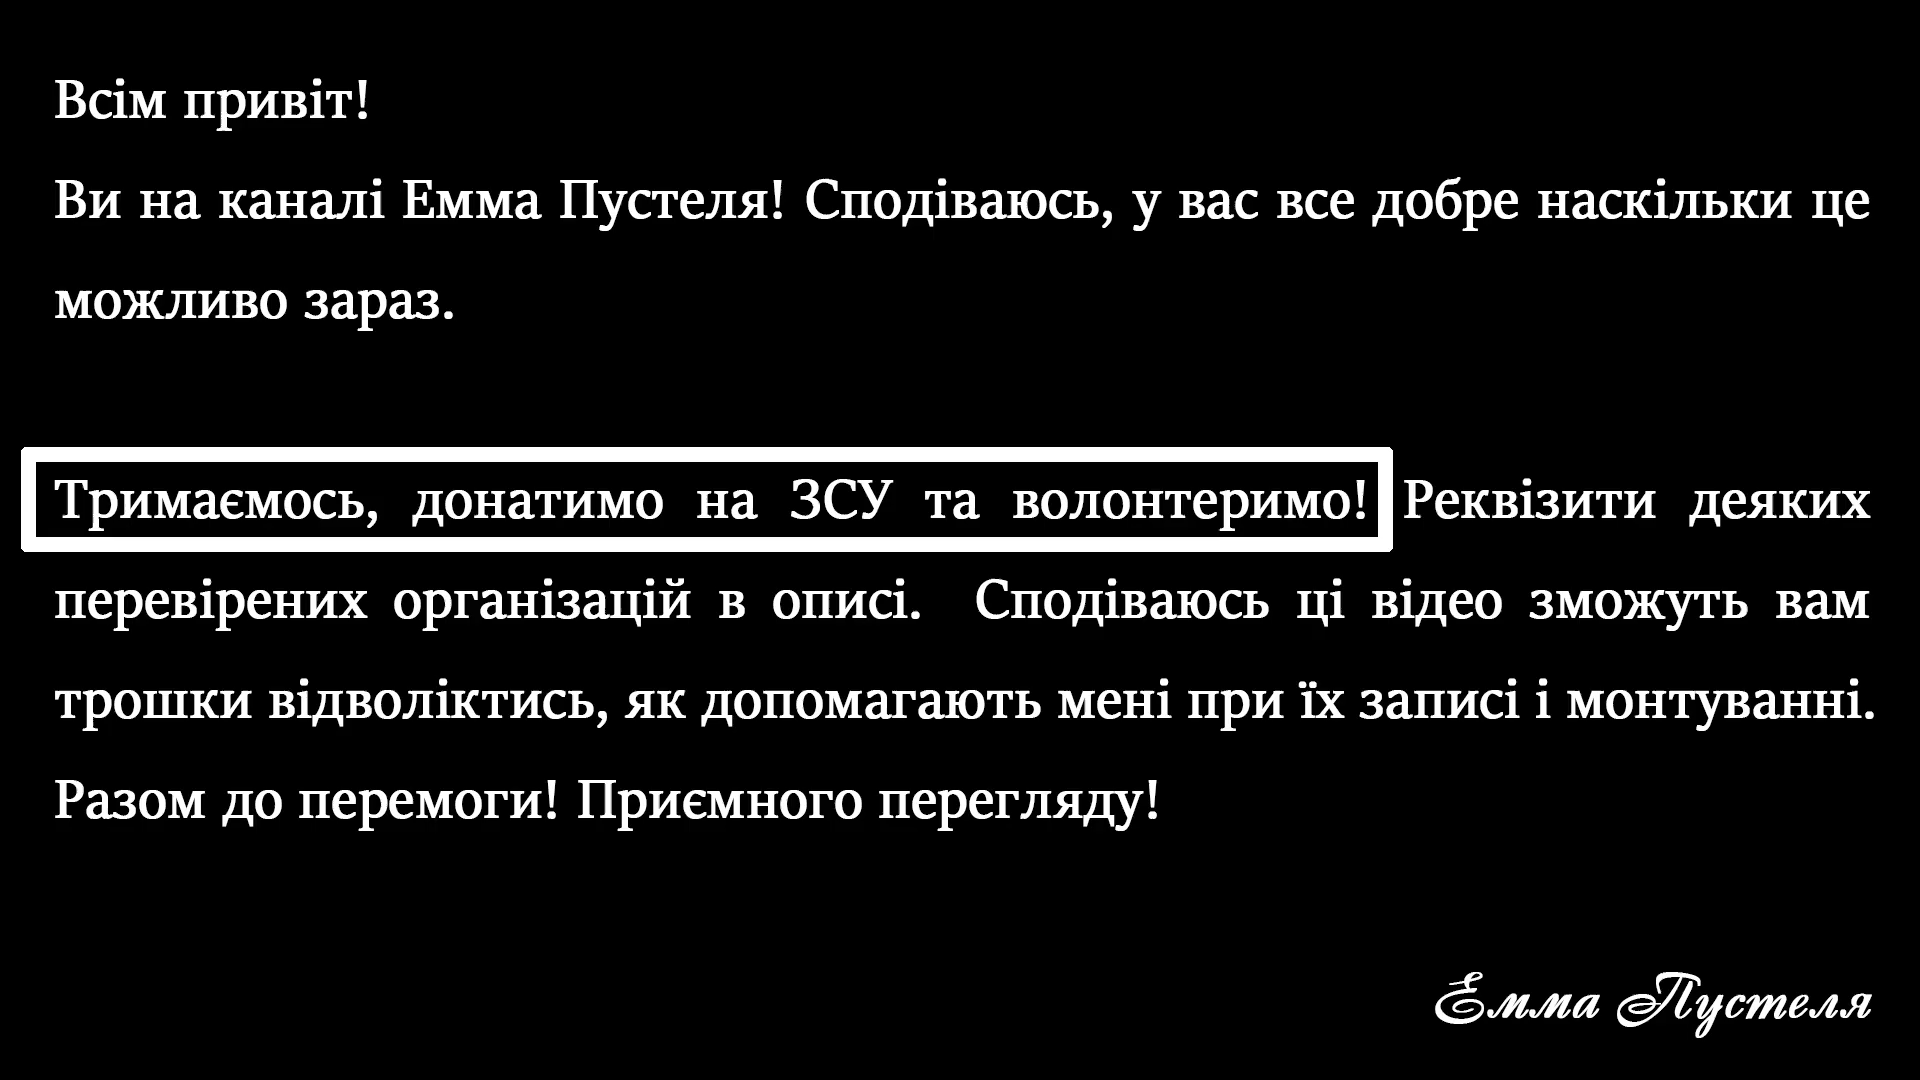 Всім привіт!
Ви на каналі Емма Пустеля! Сподіваюсь, у вас все добре наскільки це
можливо зараз.
Тримаємось, донатимо на ЗСУ та волонтеримо! Реквізити деяких
перевірених організацій в описі. Сподіваюсь ці відео зможуть вам
трошки відволіктись, як допомагають мені при їх записі і монтуванні.
Разом до перемоги! Приємного перегляду!
Емма Пустеля